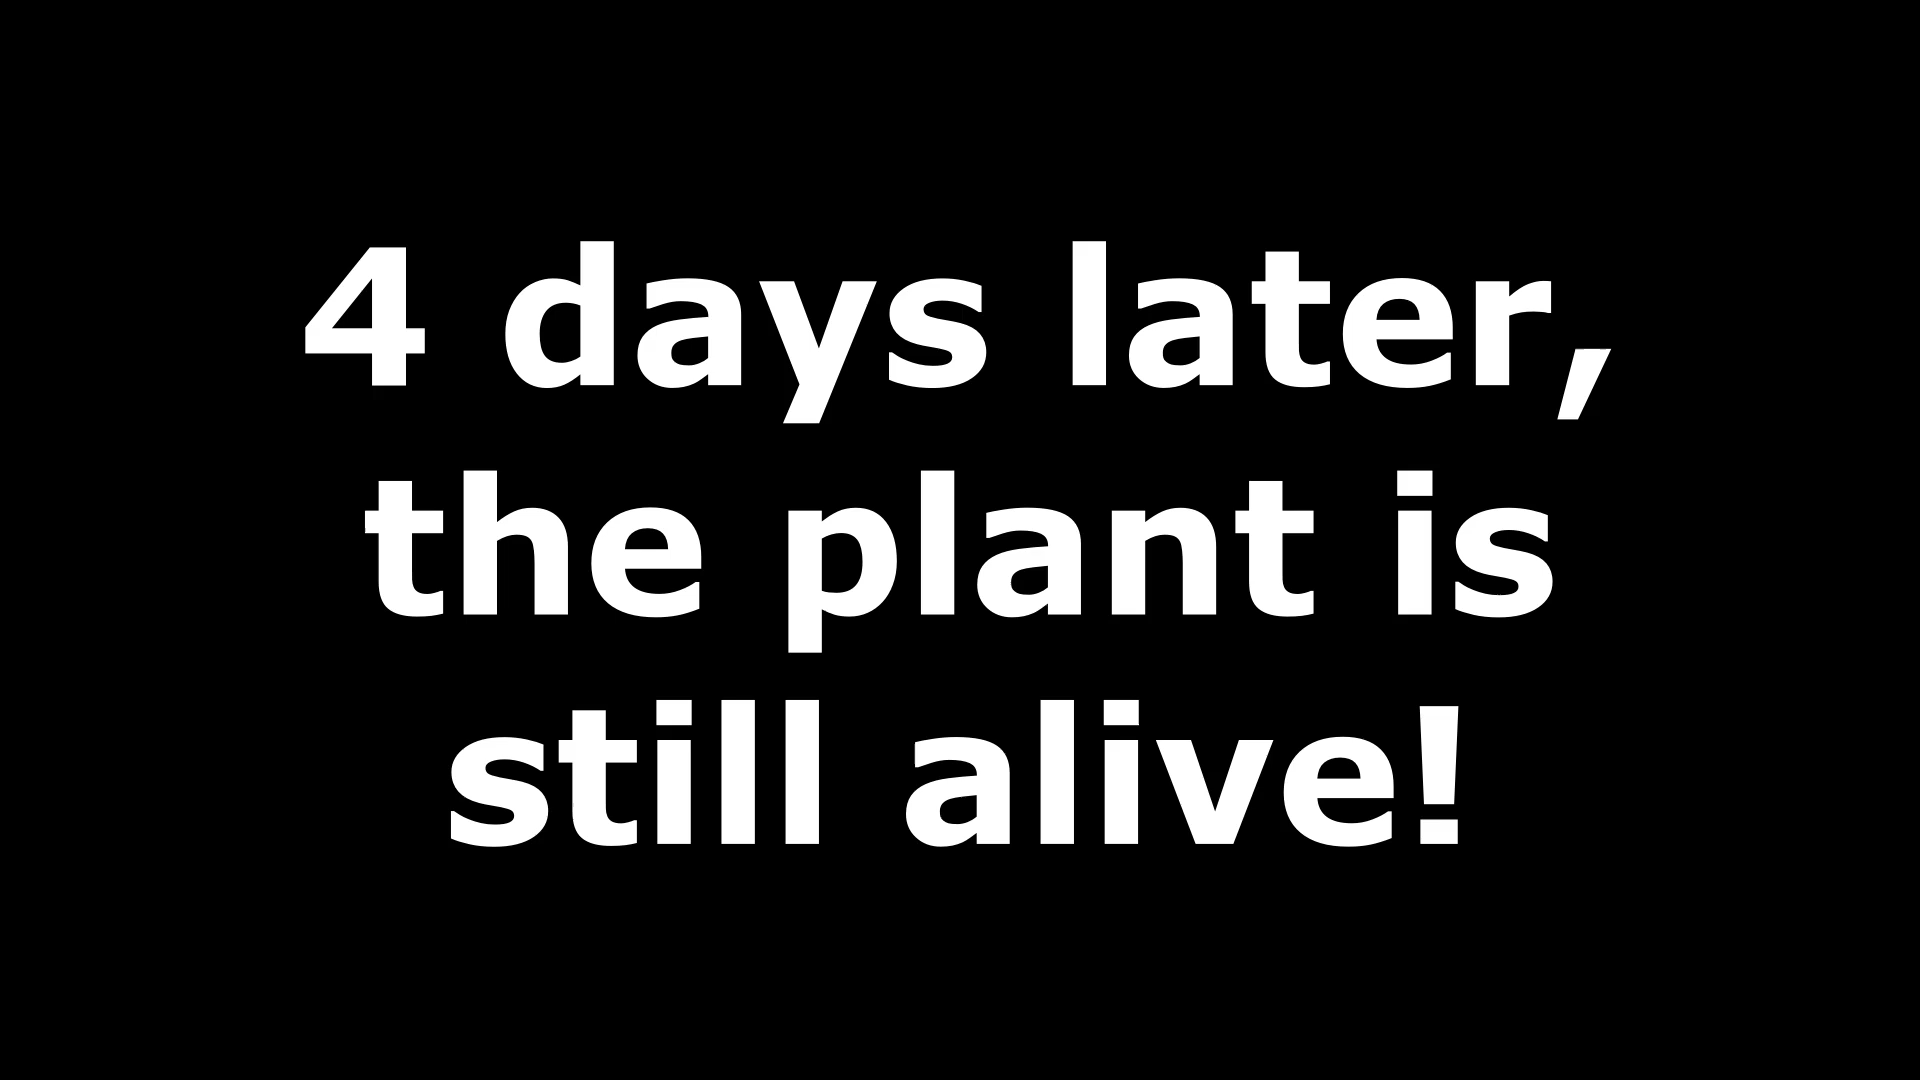 4 days later,
the plant is
still alive!